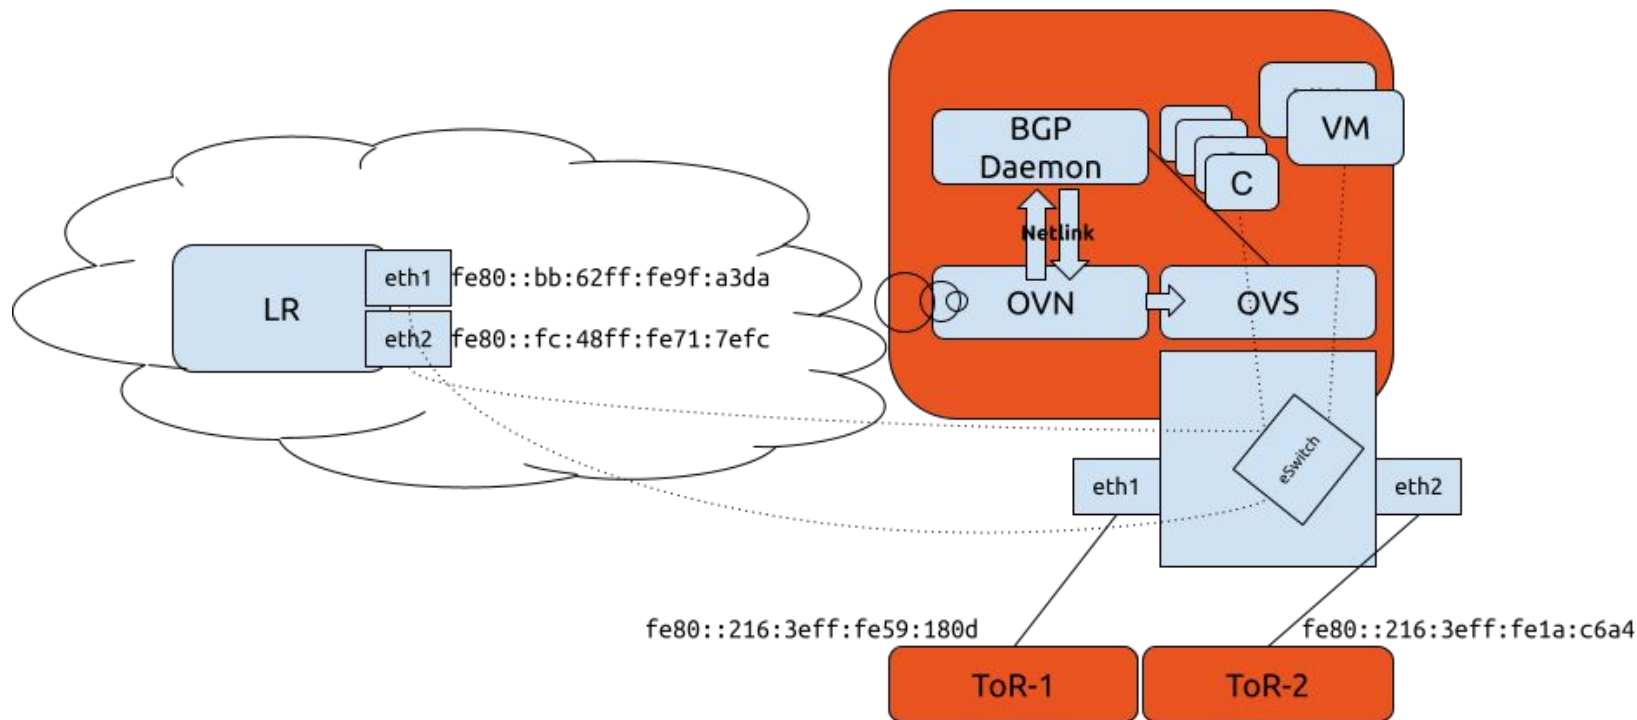 BGP
Daemon
VM
C
Netlink
LR
eth1
fe80::bb:62ff:fe9f:a3da
eth2
fe80::fc:48ff:fe71:7efc
OVN
OVS
eSwitch
eth1
eth2
fe80::216:3eff:fe59:180d
fe80::216:3eff:fe1a:c6a4
ToR-1
ToR-2